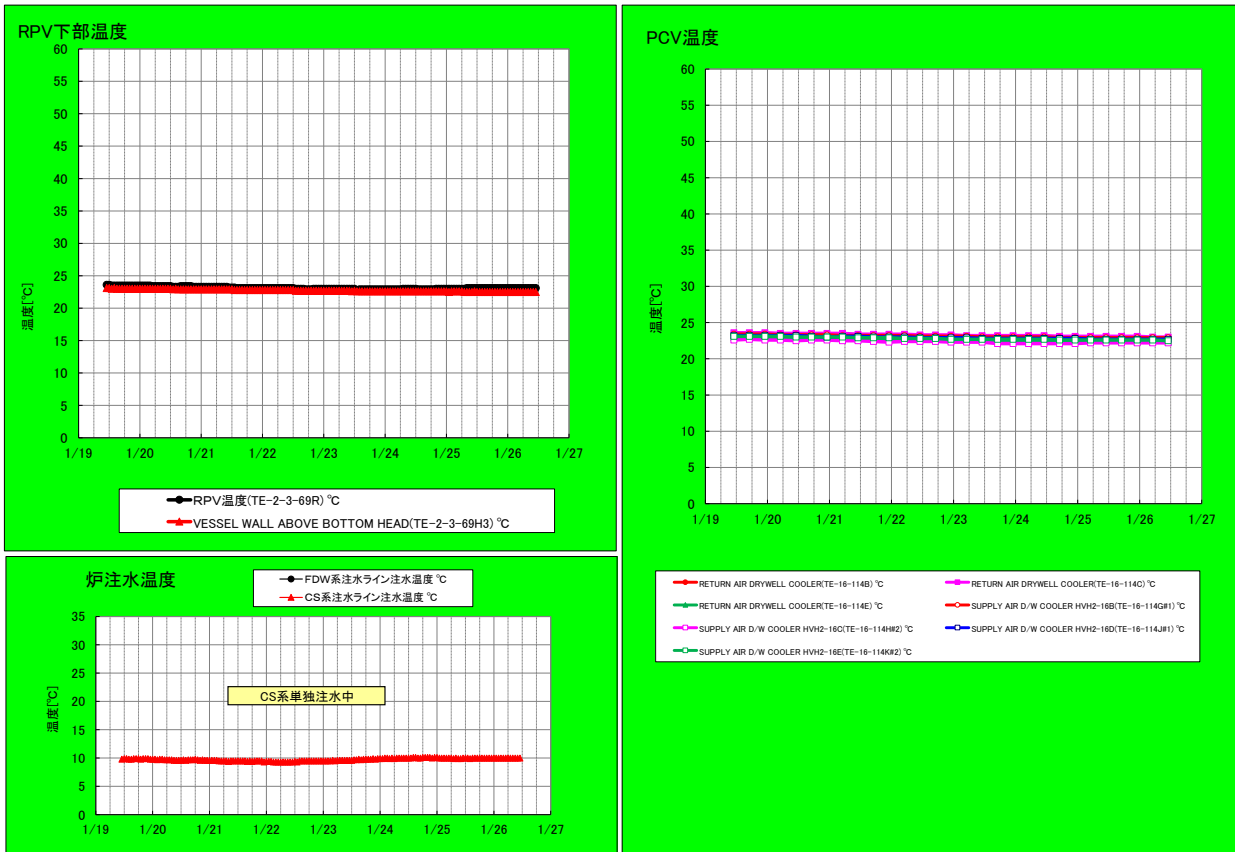 RPV下部温度
60
55
50
45
40
35
30
25
20
15
10
5
0
温度[℃]
1/19 1/20 1/21 1/22 1/23 1/24 1/25 1/26 1/27
RPV温度(TE-2-3-69R) ℃
VESSEL WALL ABOVE BOTTOM HEAD(TE-2-3-69H3) ℃
炉注水温度
FDW系注水ライン注水温度 ℃
CS系注水ライン注水温度 ℃
35
30
25
20
15
10
5
0
温度[℃]
CS系単独注水中
1/19 1/20 1/21 1/22 1/23 1/24 1/25 1/26 1/27
PCV温度
60
55
50
45
40
35
30
25
20
15
10
5
0
温度[℃]
1/19 1/20 1/21 1/22 1/23 1/24 1/25 1/26 1/27
RETURN AIR DRYWELL COOLER(TE-16-114B) ℃
RETURN AIR DRYWELL COOLER(TE-16-114C) ℃
RETURN AIR DRYWELL COOLER(TE-16-114E) ℃
SUPPLY AIR D/W COOLER HVH2-16B(TE-16-114G#1) ℃
SUPPLY AIR D/W COOLER HVH2-16C(TE-16-114H#2) ℃
SUPPLY AIR D/W COOLER HVH2-16D(TE-16-114J#1) ℃
SUPPLY AIR D/W COOLER HVH2-16E(TE-16-114K#2) ℃